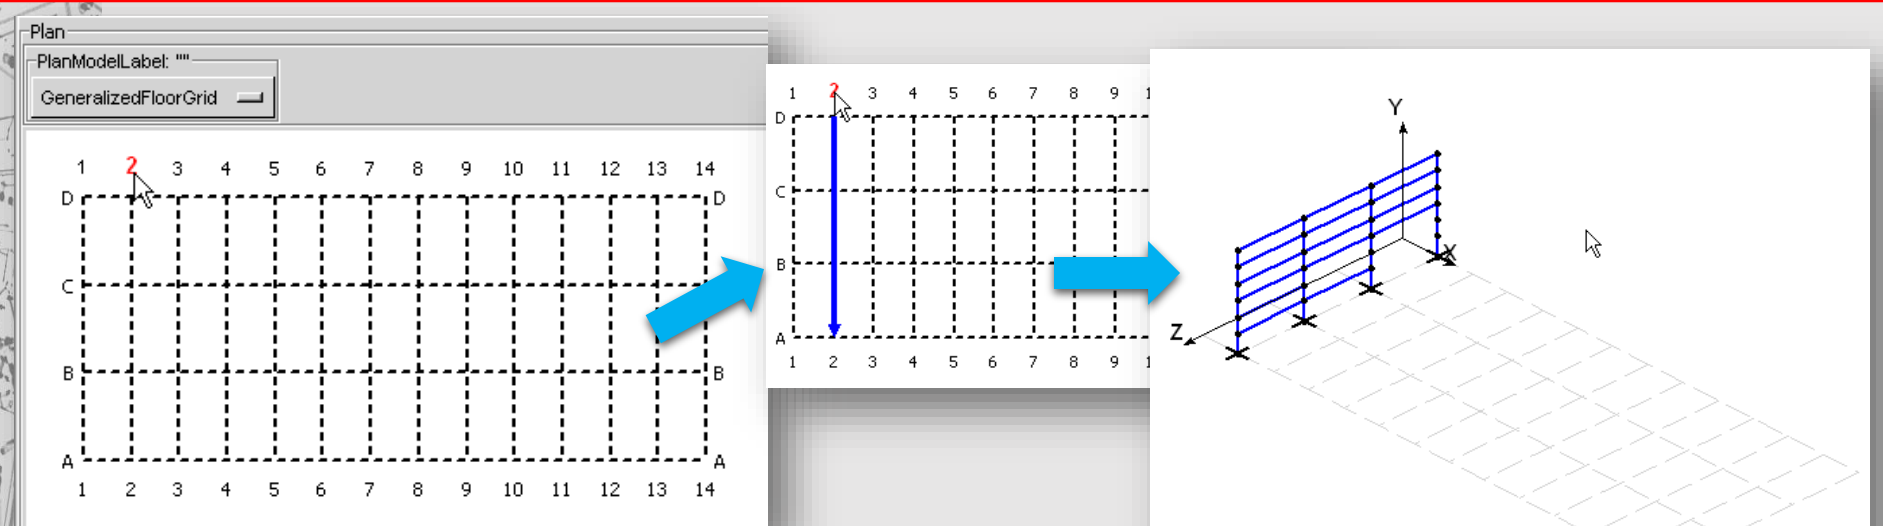 Plan
PlanModelLabel: ""
GeneralizedFloorGrid
1 2 3 4 5 6 7 8 9 10 11 12 13 14
D D
C
B B
A A
1 2 3 4 5 6 7 8 9 10 11 12 13 14
1 2 3 4 5 6 7 8 9 1
D
C
B
A
1 2 3 4 5 6 7 8 9 1
Y
X
Z